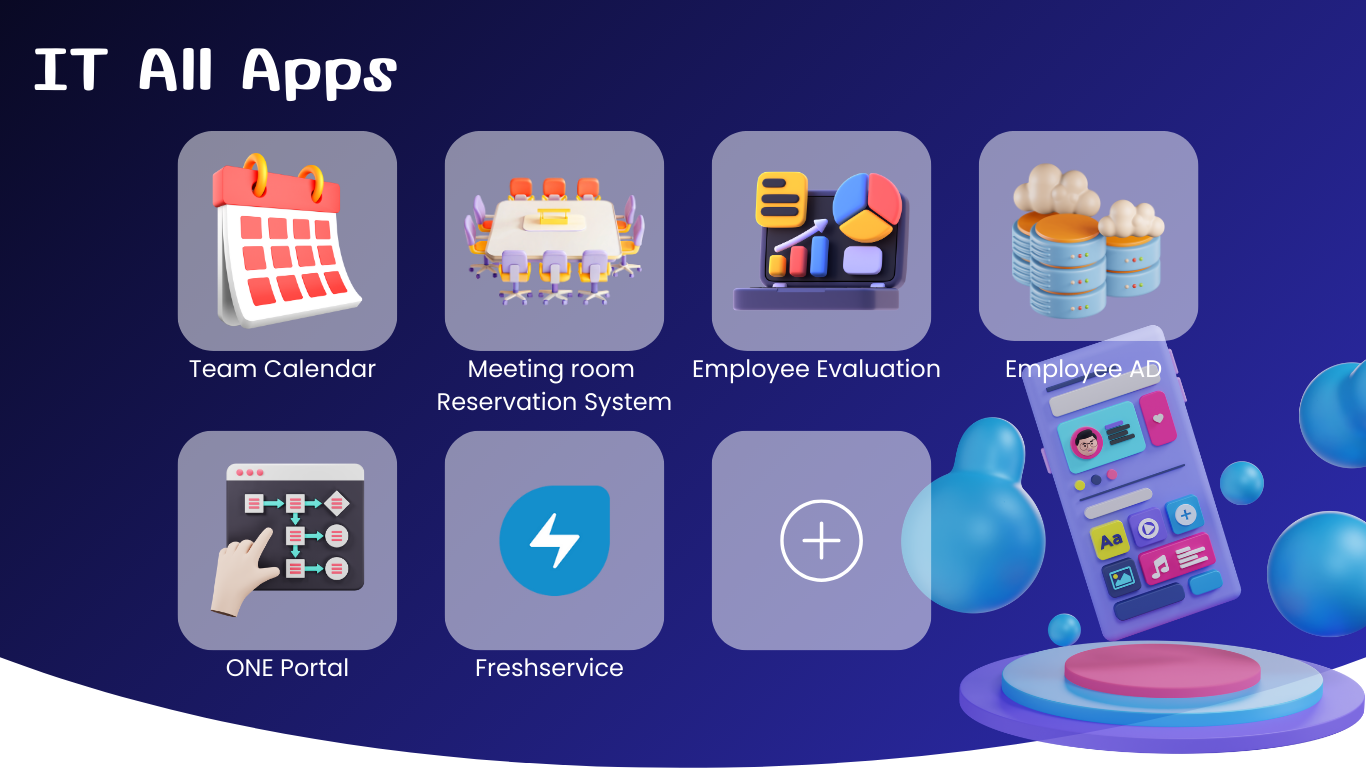 IT All Apps
Team Calendar
Meeting room
Reservation System
Employee Evaluation
Employee AD
Aa
ONE Portal
Freshservice